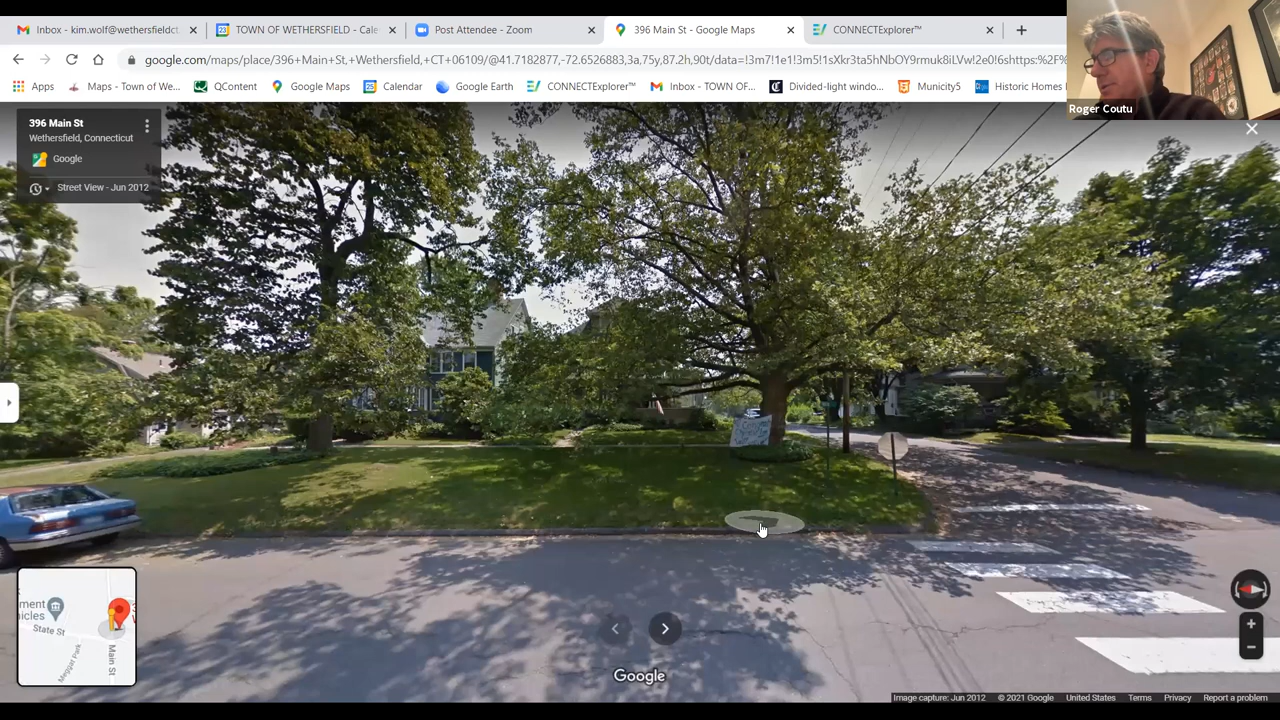 Inbox - kim.wolf@wethersfieldct
TOWN OF WETHERSFIELD - Cale
Post Attendee - Zoom
396 Main St - Google Maps
CONNECTExplorer™
google.com/maps/place/396+Main+St,+Wethersfield,+CT+06109/@41.7182877,-72.6526883,3a,75y,87.2h,90t/data=!3m7!1e1!3m5!1sXkr3ta5hNbOY9rmuk8iLVw!2e0!6shttps:%2F%
Apps
Mail - Town of We...
QContent
Google Maps
Calendar
Google Earth
CONNECTExplorer™
Inbox - TOWN OF...
Divided-light windo...
Municity5
Historic Homes
Roger Coutu
396 Main St
Wethersfield, Connecticut
Google
Street View - Jun 2012
State St
Main St
Google
Image capture: Jun 2012
© 2021 Google
United States
Terms
Privacy
Report a problem